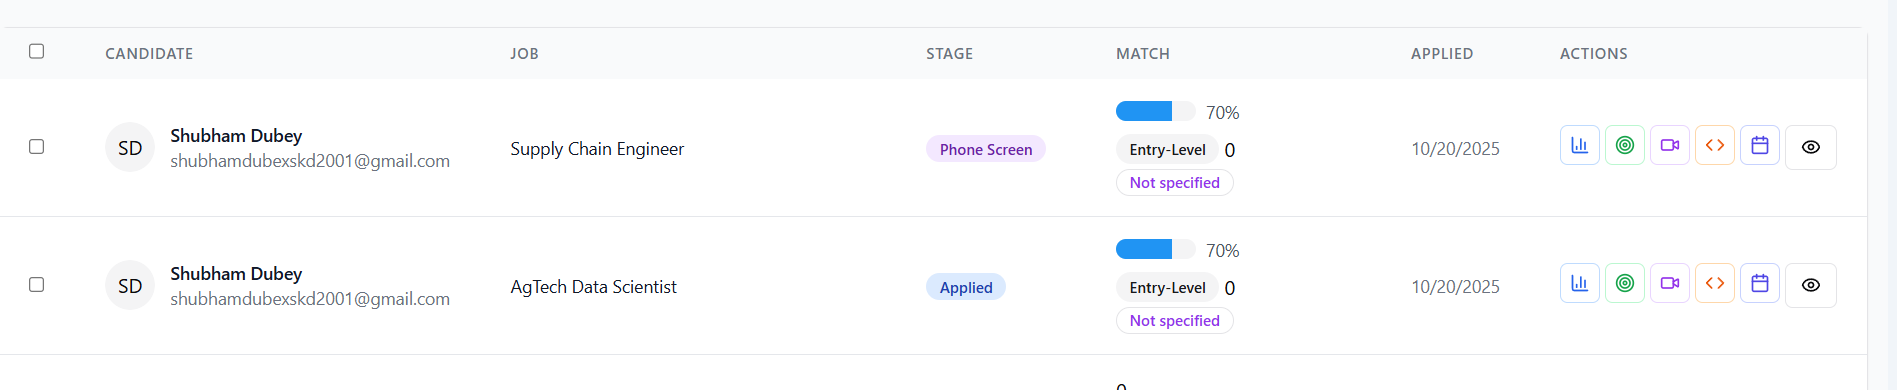 CANDIDATE JOB STAGE MATCH APPLIED ACTIONS
70%
SD Shubham Dubey
shubhamdubexskd2001@gmail.com
Supply Chain Engineer
Phone Screen
Entry-Level 0
Not specified
10/20/2025
70%
SD Shubham Dubey
shubhamdubexskd2001@gmail.com
AgTech Data Scientist
Applied
Entry-Level 0
Not specified
10/20/2025